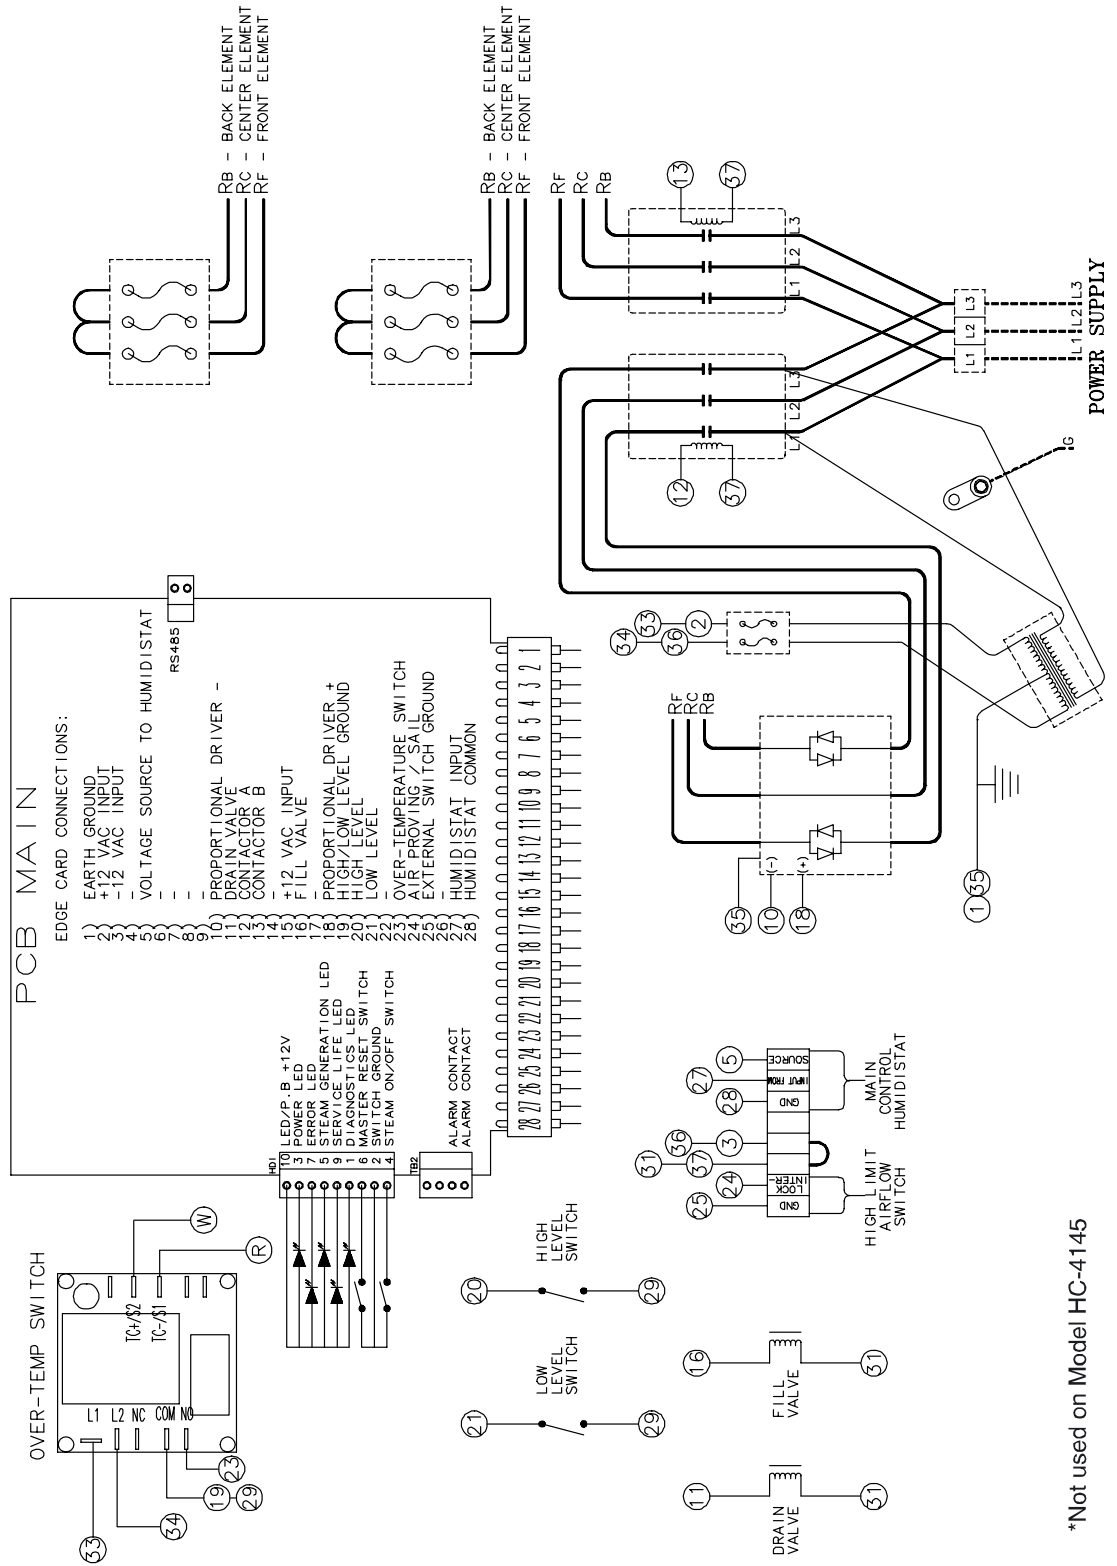 PCB MAIN
EDGE CARD CONNECTIONS:
1) EARTH GROUND
2) +12 VAC INPUT
3) -12 VAC INPUT
4) -
5) VOLTAGE SOURCE TO HUMIDISTAT
6) -
7) -
8) -
9) -
10) PROPORTIONAL DRIVER -
11) DRAIN VALVE
12) CONTACTOR A
13) CONTACTOR B
14) -
15) +12 VAC INPUT
16) FILL VALVE
17) -
18) PROPORTIONAL DRIVER +
19) HIGH/LOW LEVEL GROUND
20) HIGH LEVEL
21) LOW LEVEL
22) -
23) OVER-TEMPERATURE SWITCH
24) AIR PROVING / SAIL
25) EXTERNAL SWITCH GROUND
26) -
27) HUMIDISTAT INPUT
28) HUMIDISTAT COMMON
RS485
HD1
10 LED/P.B +12V
3 POWER LED
7 ERROR LED
5 STEAM GENERATION LED
9 SERVICE LIFE LED
1 DIAGNOSTICS LED
6 MASTER RESET SWITCH
2 SWITCH GROUND
4 STEAM ON/OFF SWITCH
TB2
ALARM CONTACT
ALARM CONTACT
28 27 26 25 24 23 22 21 20 19 18 17 16 15 14 13 12 11 10 9 8 7 6 5 4 3 2 1
OVER-TEMP SWITCH
L1
L2
NC
COM
NO
TC+/S2
TC-/S1
W
R
33
34
19
29
23
RB - BACK ELEMENT
RC - CENTER ELEMENT
RF - FRONT ELEMENT
RB - BACK ELEMENT
RC - CENTER ELEMENT
RF - FRONT ELEMENT
RF
RC
RB
13
37
L1
L2
L3
12
37
L1
L2
L3
L1
L2
L3
L1
L2
L3
POWER SUPPLY
G
34
33
36
2
RF
RC
RB
35
10
(-)
18
(+)
1
35
LOW
LEVEL
SWITCH
21
29
HIGH
LEVEL
SWITCH
20
29
DRAIN
VALVE
11
31
FILL
VALVE
16
31
25
24
31
37
36
3
28
27
5
GND
INTER-
LOCK
GND
INPUT FROM
SOURCE
HIGH LIMIT
AIRFLOW
SWITCH
MAIN
CONTROL
HUMIDISTAT
*Not used on Model HC-4145